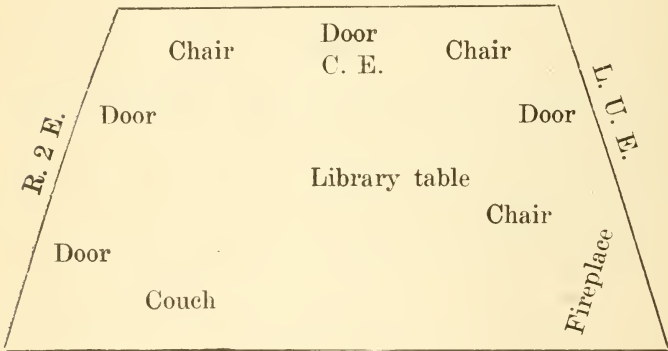 Door
Chair C. E. Chair
R. 2 E. Door Door L. U. E.
Library table
Chair
Door
Couch Fireplace